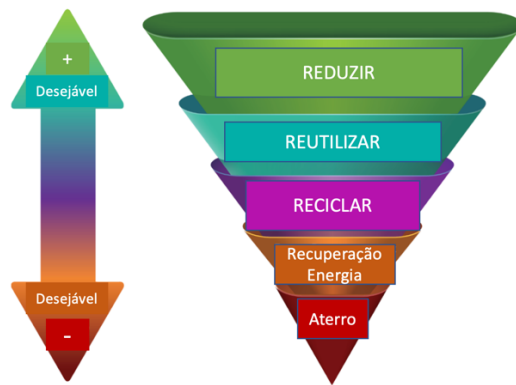 +
Desejável
Desejável
-
REDUZIR
REUTILIZAR
RECICLAR
Recuperação
Energia
Aterro